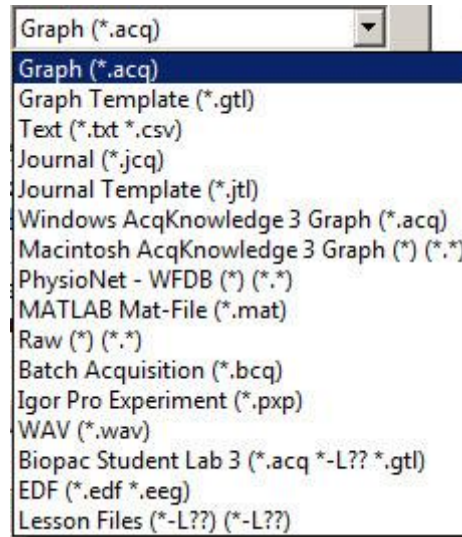 Graph (*.acq)
Graph (*.acq)
Graph Template (*.gtl)
Text (*.txt *.csv)
Journal (*.jcq)
Journal Template (*.jtl)
Windows AcqKnowledge 3 Graph (*.acq)
Macintosh AcqKnowledge 3 Graph (*) (*.*)
PhysioNet - WFDB (*) (*.*)
MATLAB Mat-File (*.mat)
Raw (*) (*.*)
Batch Acquisition (*.bcq)
Igor Pro Experiment (*.pxp)
WAV (*.wav)
Biopac Student Lab 3 (*.acq *-L?? *.gtl)
EDF (*.edf *.eeg)
Lesson Files (*-L??) (*-L??)